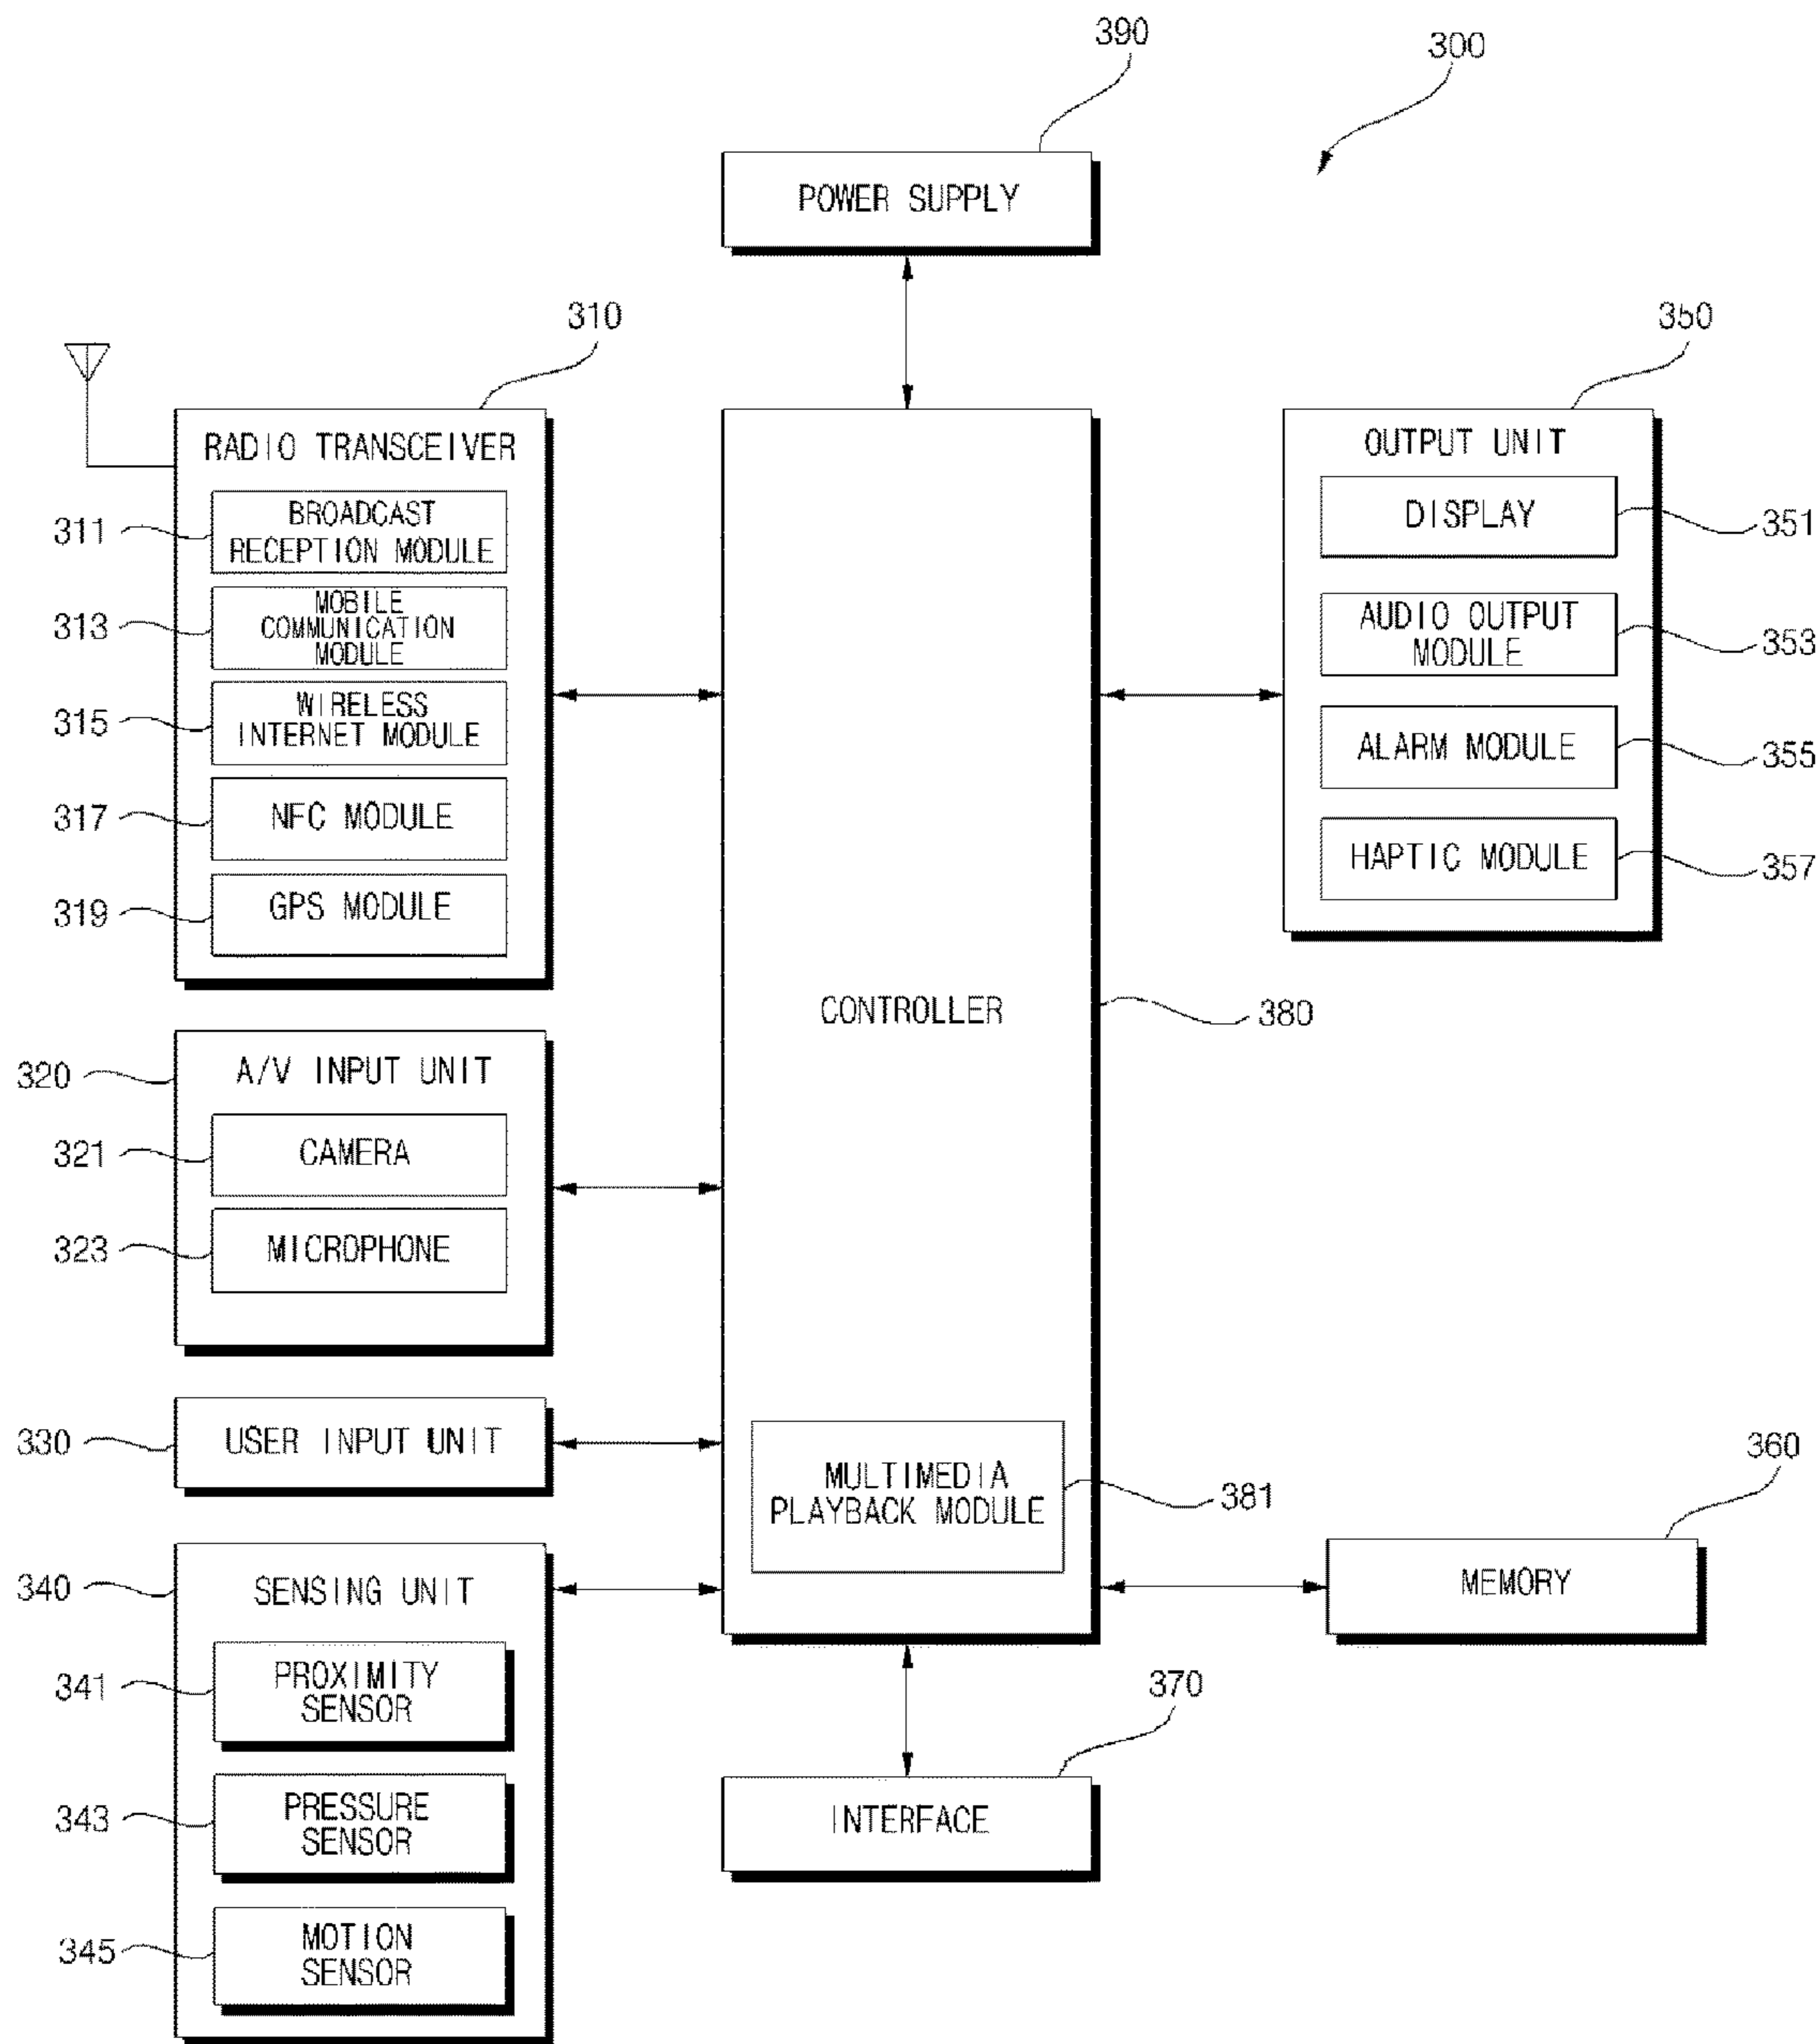 390
300
POWER SUPPLY
310
350
RADIO TRANSCEIVER
OUTPUT UNIT
311
BROADCAST
RECEPTION MODULE
DISPLAY
351
313
MOBILE
COMMUNICATION
MODULE
AUDIO OUTPUT
MODULE
353
315
WIRELESS
INTERNET MODULE
ALARM MODULE
355
317
NFC MODULE
HAPTIC MODULE
357
319
GPS MODULE
CONTROLLER
380
320
A/V INPUT UNIT
321
CAMERA
323
MICROPHONE
330
USER INPUT UNIT
MULTIMEDIA
PLAYBACK MODULE
381
360
MEMORY
340
SENSING UNIT
341
PROXIMITY
SENSOR
370
343
PRESSURE
SENSOR
INTERFACE
345
MOTION
SENSOR